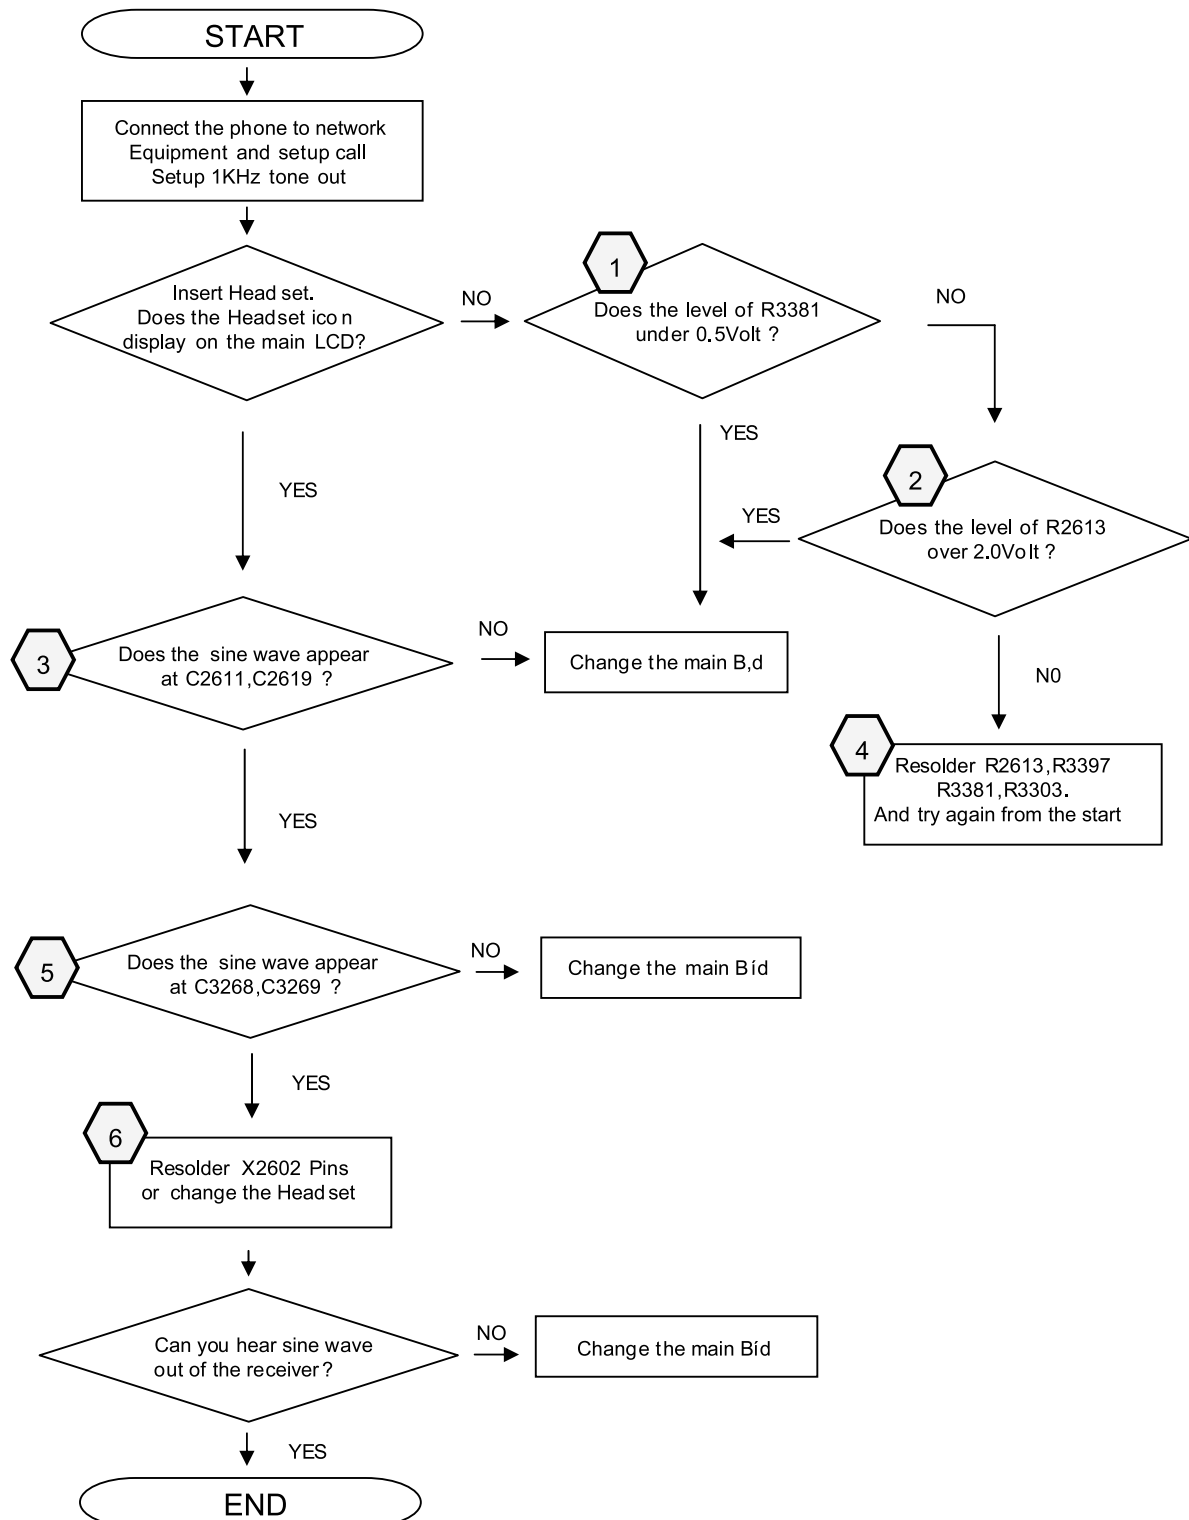 START
Connect the phone to network
Equipment and setup call
Setup 1KHz tone out
Insert Head set.
Does the Headset icon
display on the main LCD?
NO
1
Does the level of R3381
under 0.5Volt ?
NO
YES
YES
2
Does the level of R2613
over 2.0Volt ?
YES
3
Does the sine wave appear
at C2611,C2619 ?
NO
Change the main B,d
N0
4
Resolder R2613,R3397
R3381,R3303.
And try again from the start
YES
5
Does the sine wave appear
at C3268,C3269 ?
NO
Change the main Bíd
YES
6
Resolder X2602 Pins
or change the Headset
Can you hear sine wave
out of the receiver?
NO
Change the main Bíd
YES
END